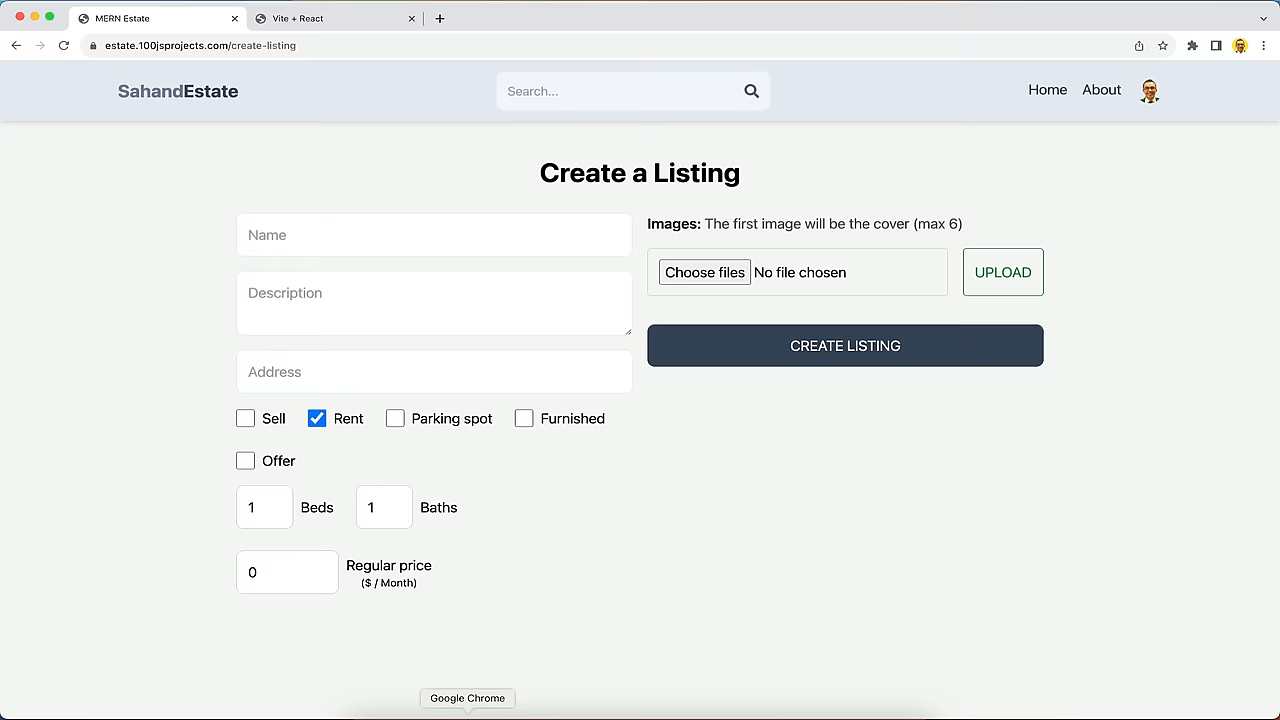 MERN Estate
Vite + React
estate.100jsprojects.com/create-listing
SahandEstate
Search...
Home
About
Create a Listing
Name
Description
Address
Sell
Rent
Parking spot
Furnished
Offer
1
Beds
1
Baths
0
Regular price
($ / Month)
Images: The first image will be the cover (max 6)
Choose files No file chosen
UPLOAD
CREATE LISTING
Google Chrome